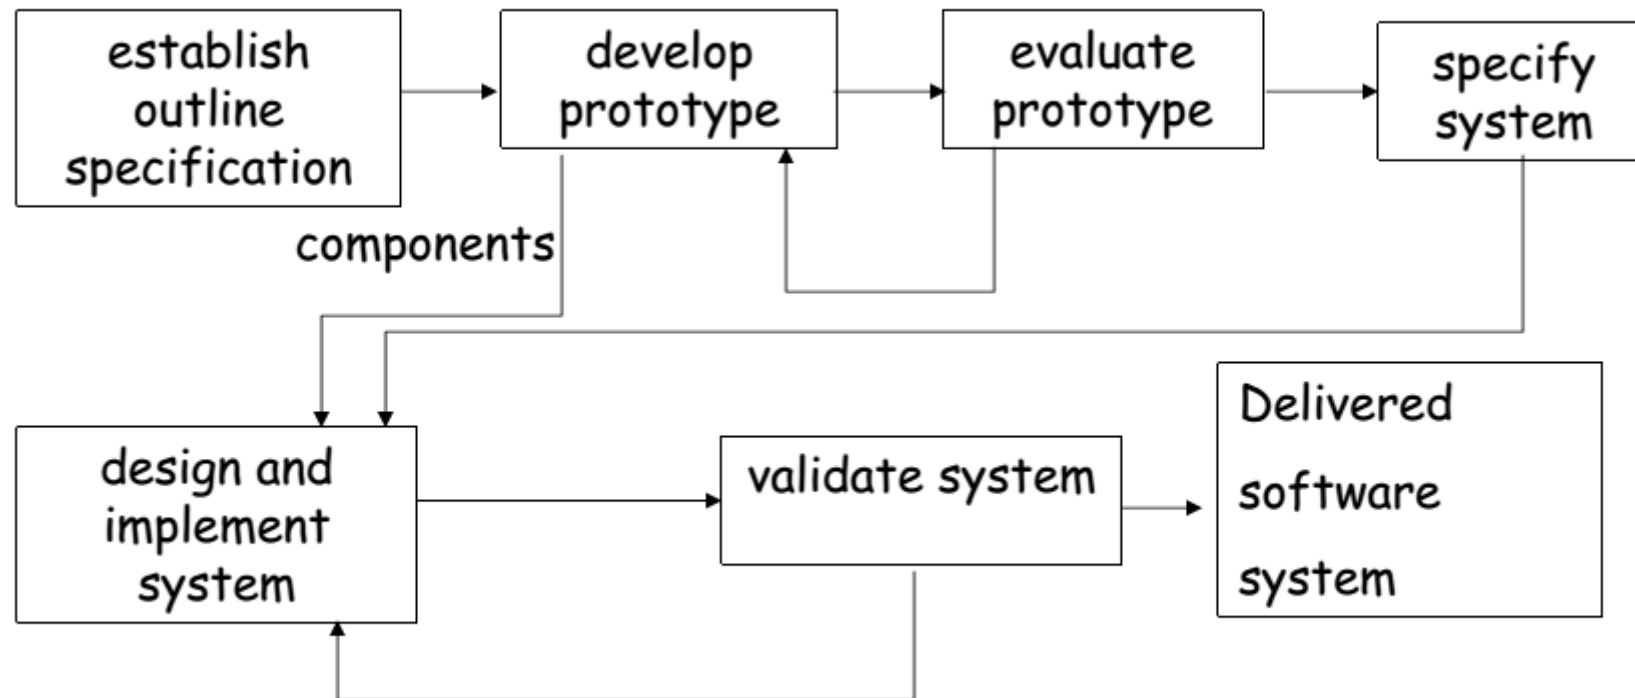 establish
outline
specification
develop
prototype
evaluate
prototype
specify
system
components
design and
implement
system
validate system
Delivered
software
system